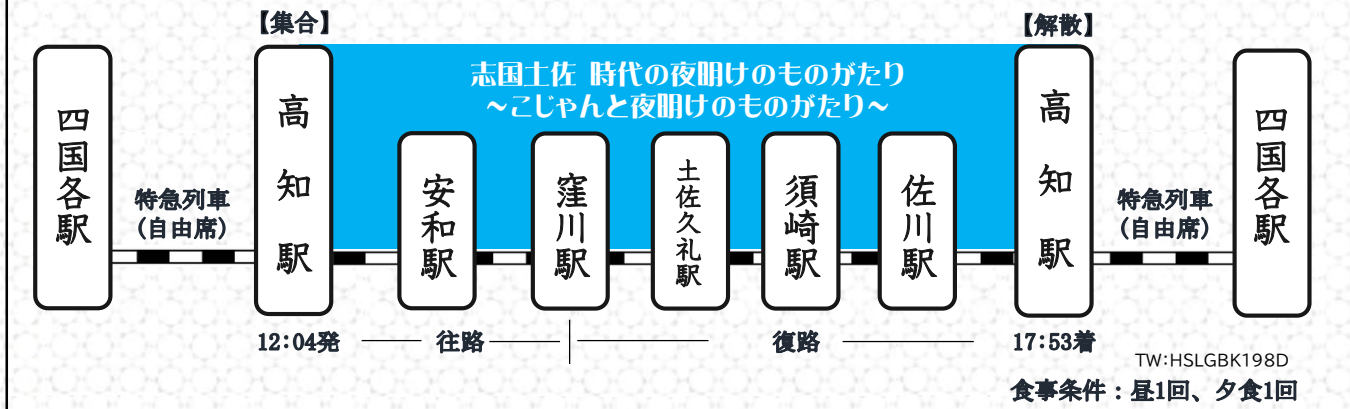 【集合】
【解散】
志国土佐 時代の夜明けのものがたり
~こじゃんと夜明けのものがたり~
四国各駅
特急列車
(自由席)
高知駅
安和駅
窪川駅
土佐久礼駅
須崎駅
佐川駅
高知駅
特急列車
(自由席)
四国各駅
12:04発
往路
復路
17:53着
TW:HSLGBK198D
食事条件：昼1回、夕食1回